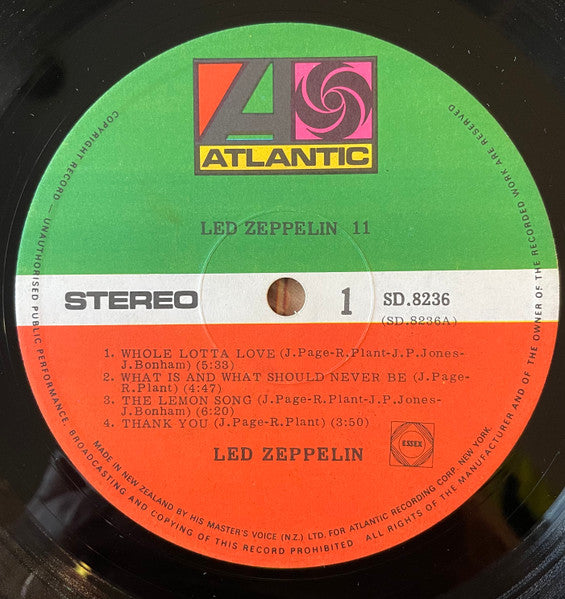 ATLANTIC
LED ZEPPELIN 11
STEREO
1
SD.8236
(SD.8236A)
1. WHOLE LOTTA LOVE (J.Page-R.Plant-J.P.Jones-
J.Bonham) (5:33)
2. WHAT IS AND WHAT SHOULD NEVER BE (J.Page-
R.Plant) (4:47)
3. THE LEMON SONG (J.Page-R.Plant-J.P.Jones-
J.Bonham) (6:20)
4. THANK YOU (J.Page-R.Plant) (3:50)
LED ZEPPELIN
ESSEX
COPYRIGHT RECORD — UNAUTHORISED PUBLIC PERFORMANCE, BROADCASTING AND COPYING OF THIS RECORD PROHIBITED ALL RIGHTS OF THE MANUFACTURER AND OF THE OWNER OF THE RECORDED WORK ARE RESERVED
MADE IN NEW ZEALAND BY HIS MASTER'S VOICE (N.Z.) LTD. FOR ATLANTIC RECORDING CORP. NEW YORK.